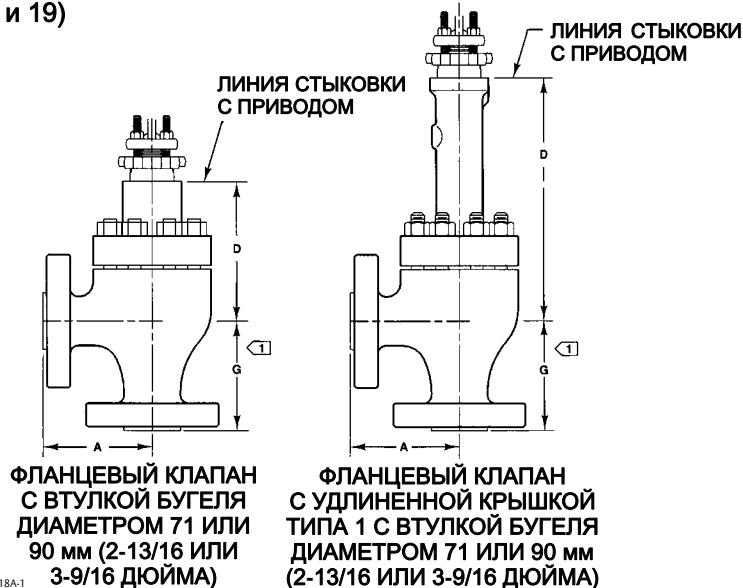 и 19)
ЛИНИЯ СТЫКОВКИ
С ПРИВОДОМ
ЛИНИЯ СТЫКОВКИ
С ПРИВОДОМ
D
D
1
1
G
G
A
A
ФЛАНЦЕВЫЙ КЛАПАН
С ВТУЛКОЙ БУГЕЛЯ
ДИАМЕТРОМ 71 ИЛИ
90 мм (2-13/16 ИЛИ
3-9/16 ДЮЙМА)
ФЛАНЦЕВЫЙ КЛАПАН
С УДЛИНЕННОЙ КРЫШКОЙ
ТИПА 1 С ВТУЛКОЙ БУГЕЛЯ
ДИАМЕТРОМ 71 ИЛИ 90 мм
(2-13/16 ИЛИ 3-9/16 ДЮЙМА)
18A-1